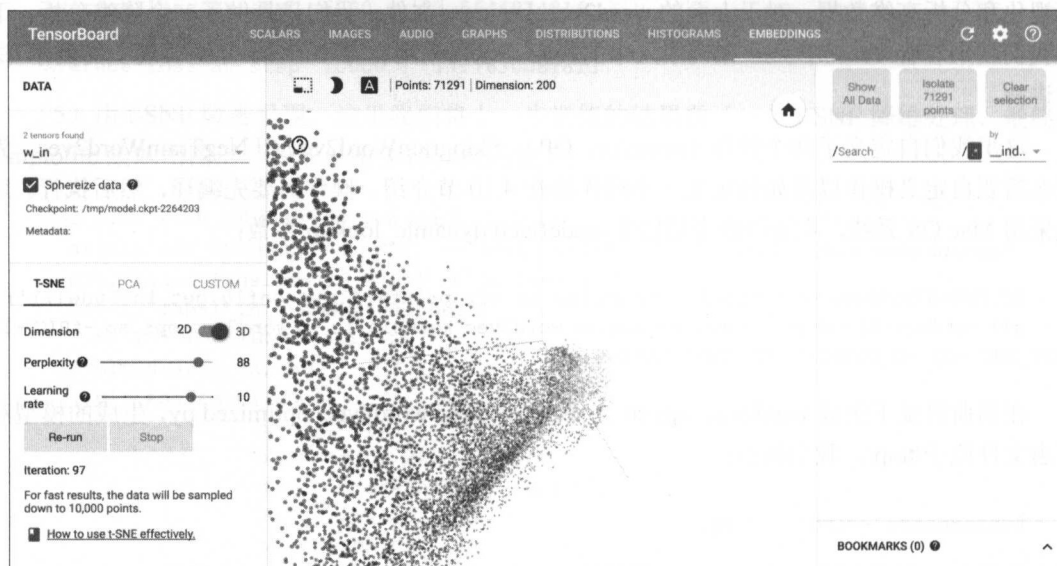 TensorBoard SCALARS IMAGES AUDIO GRAPHS DISTRIBUTIONS HISTOGRAMS EMBEDDINGS
DATA
2 tensors found
w_in
Sphereize data
Checkpoint: /tmp/model.ckpt-2264203
Metadata:
T-SNE PCA CUSTOM
Dimension 2D 3D
Perplexity 88
Learning rate 10
Re-run Stop
Iteration: 97
For fast results, the data will be sampled
down to 10,000 points.
How to use t-SNE effectively.
A | Points: 71291 | Dimension: 200
Show
All Data
Isolate
71291
points
Clear
selection
by
/Search / __ind..
BOOKMARKS (0)